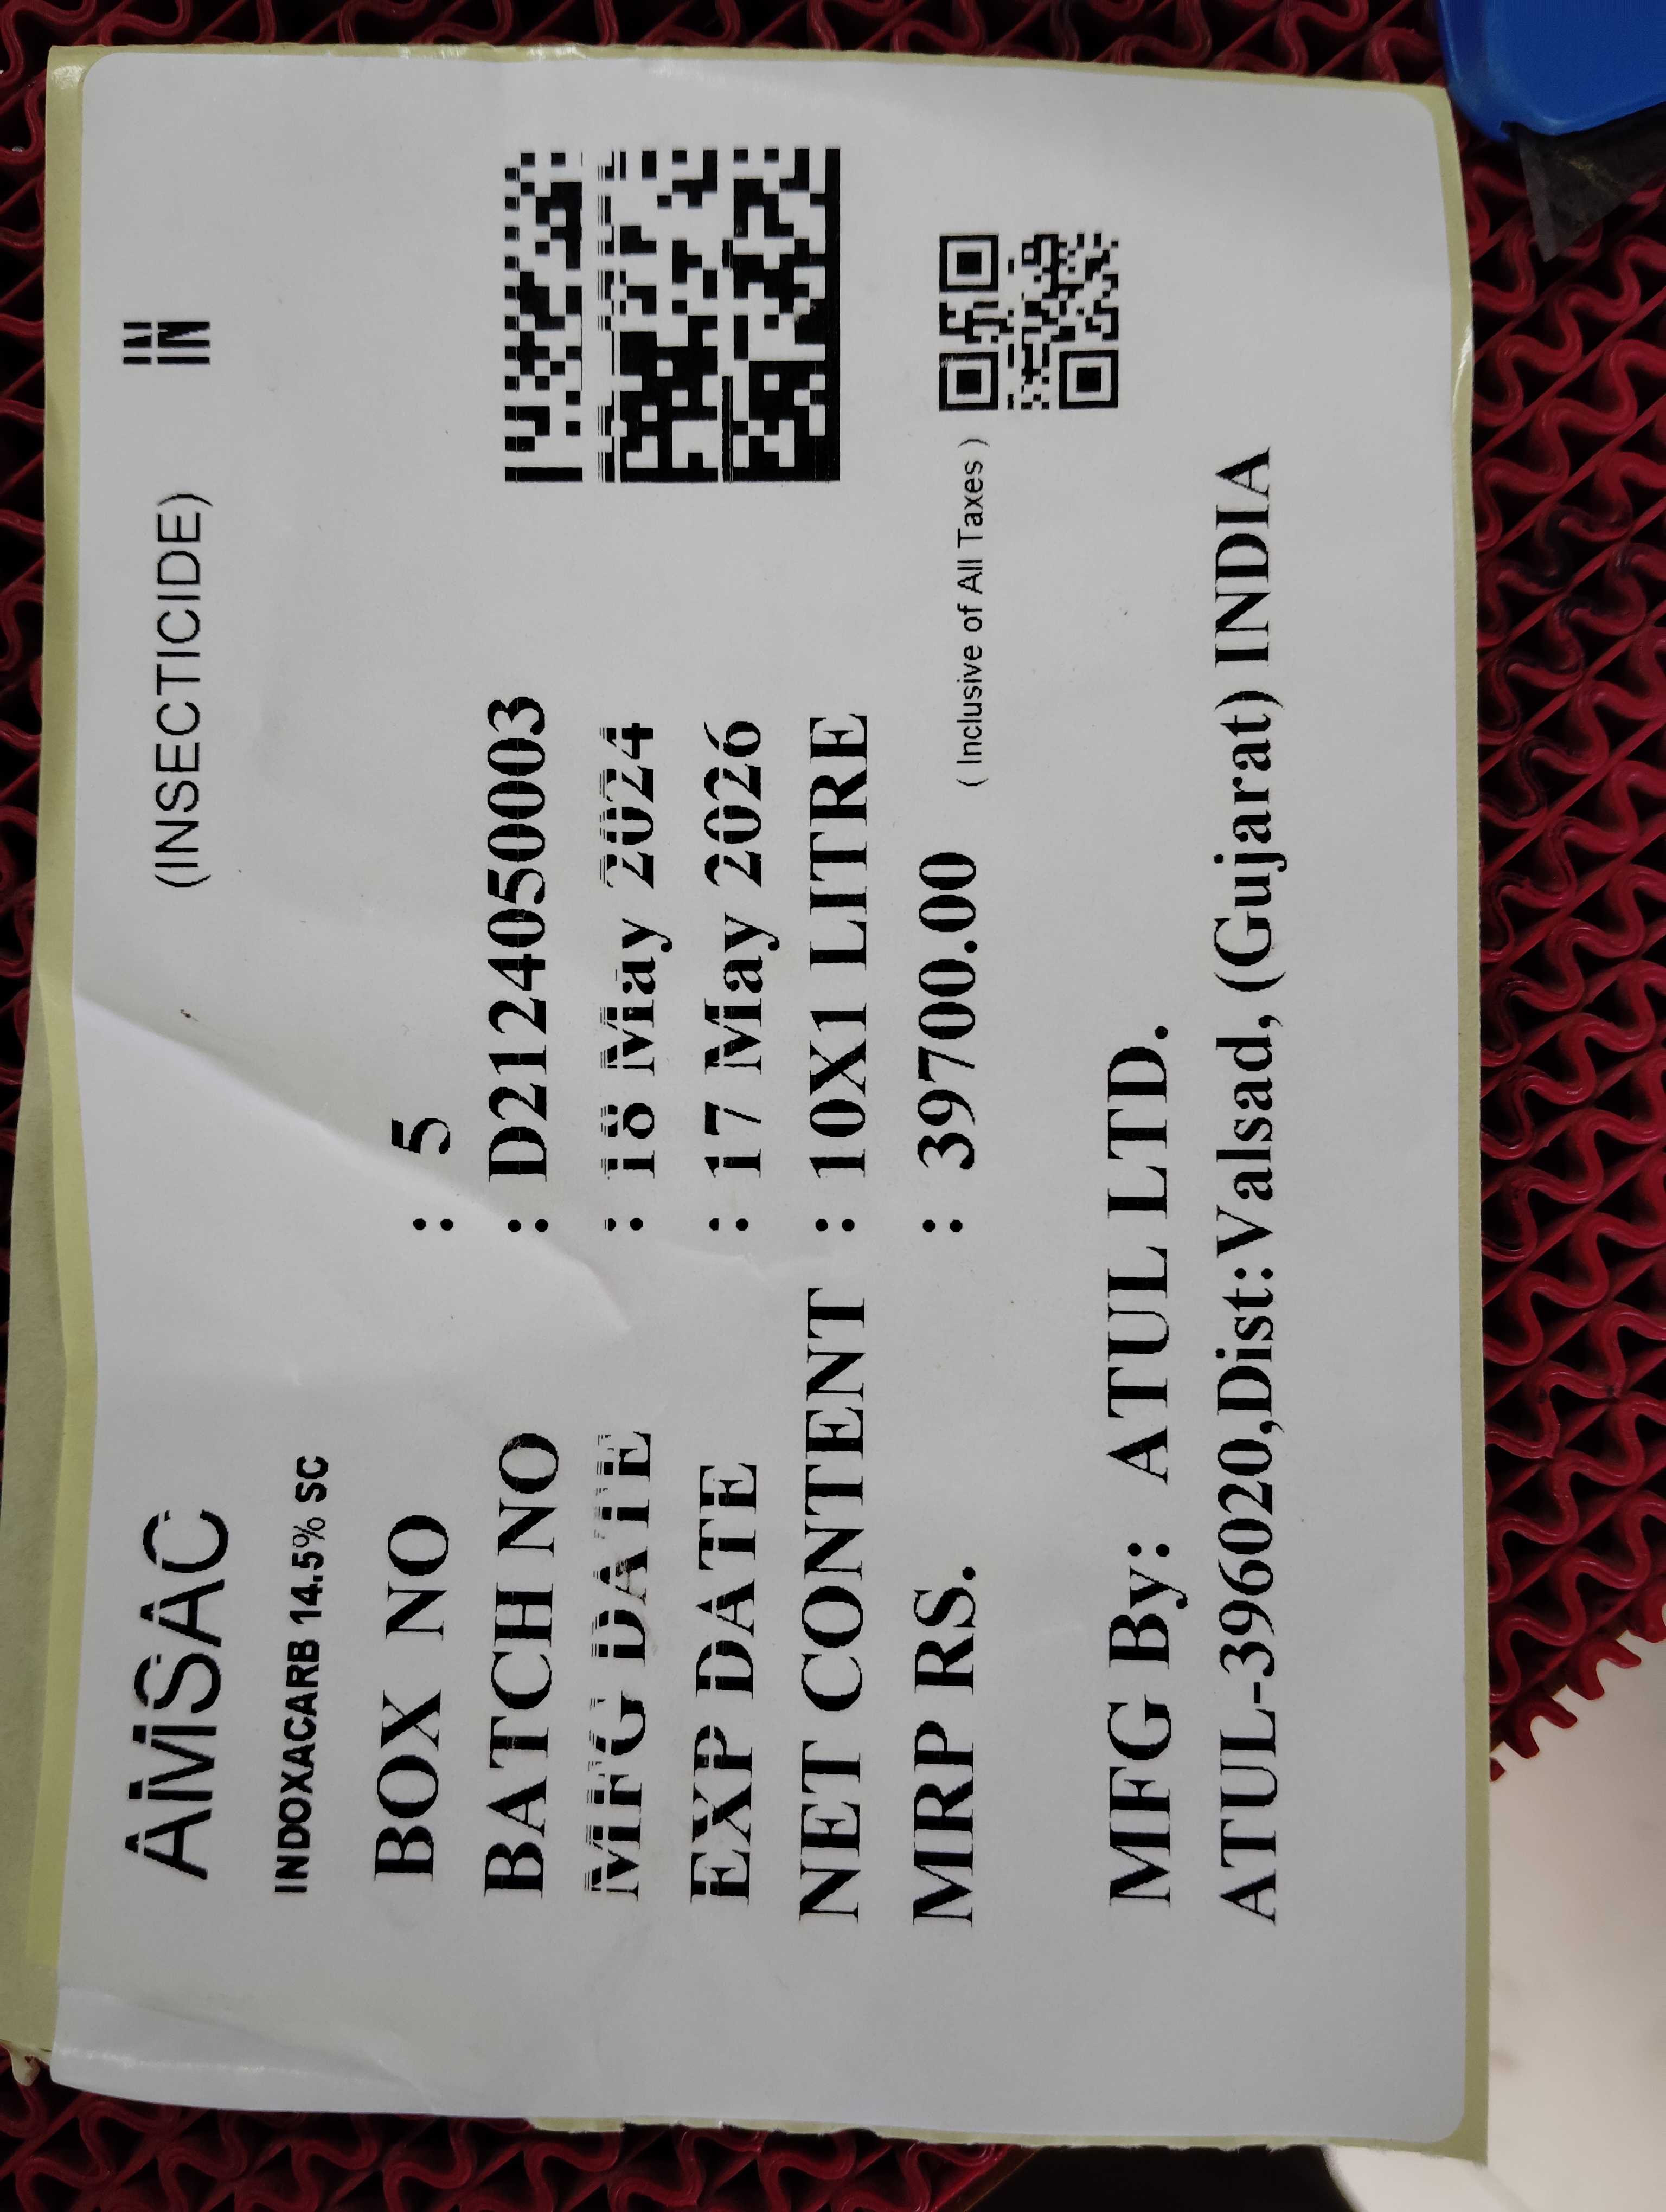 AMSAC (INSECTICIDE) IN
INDOXACARB 14.5% SC
BOX NO : 5
BATCH NO : D2124050003
MFG DATE : 18 May 2024
EXP DATE : 17 May 2026
NET CONTENT : 10X1 LITRE
MRP RS. : 39700.00 ( Inclusive of All Taxes )
MFG By: ATUL LTD.
ATUL-396020,Dist:Valsad, (Gujarat) INDIA